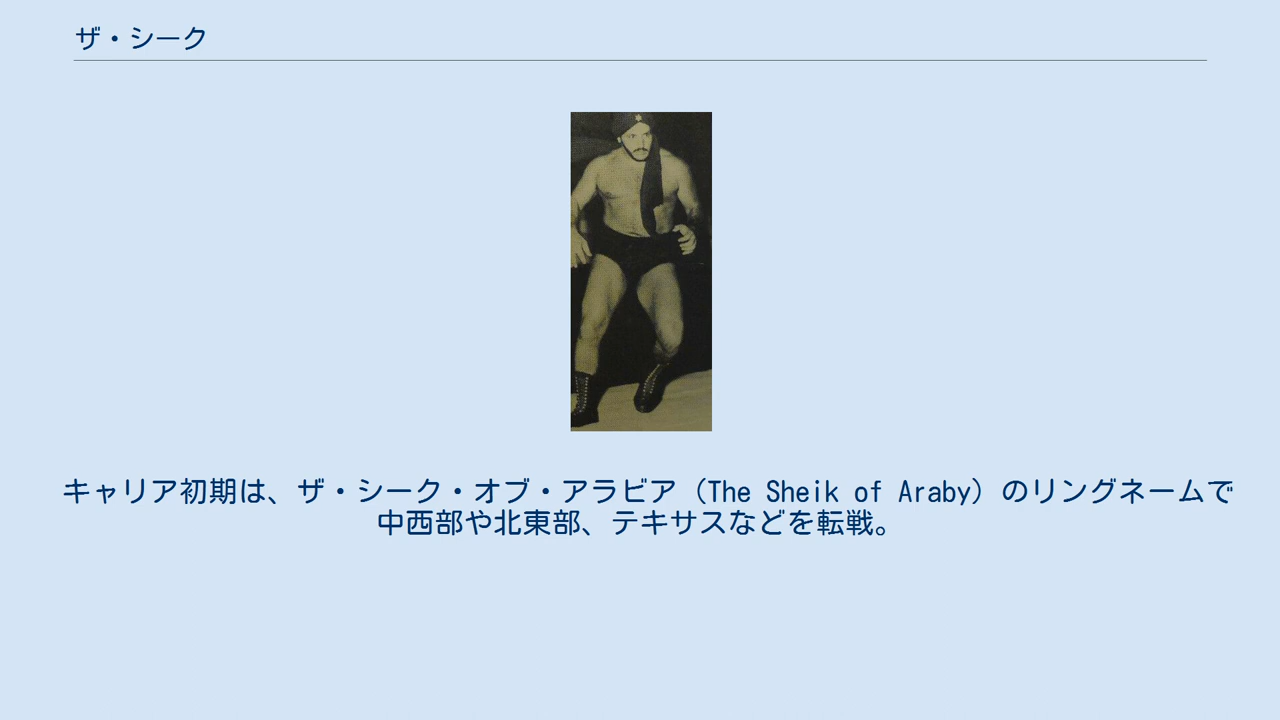 ザ・シーク
キャリア初期は、ザ・シーク・オブ・アラビア（The Sheik of Araby）のリングネームで
中西部や北東部、テキサスなどを転戦。